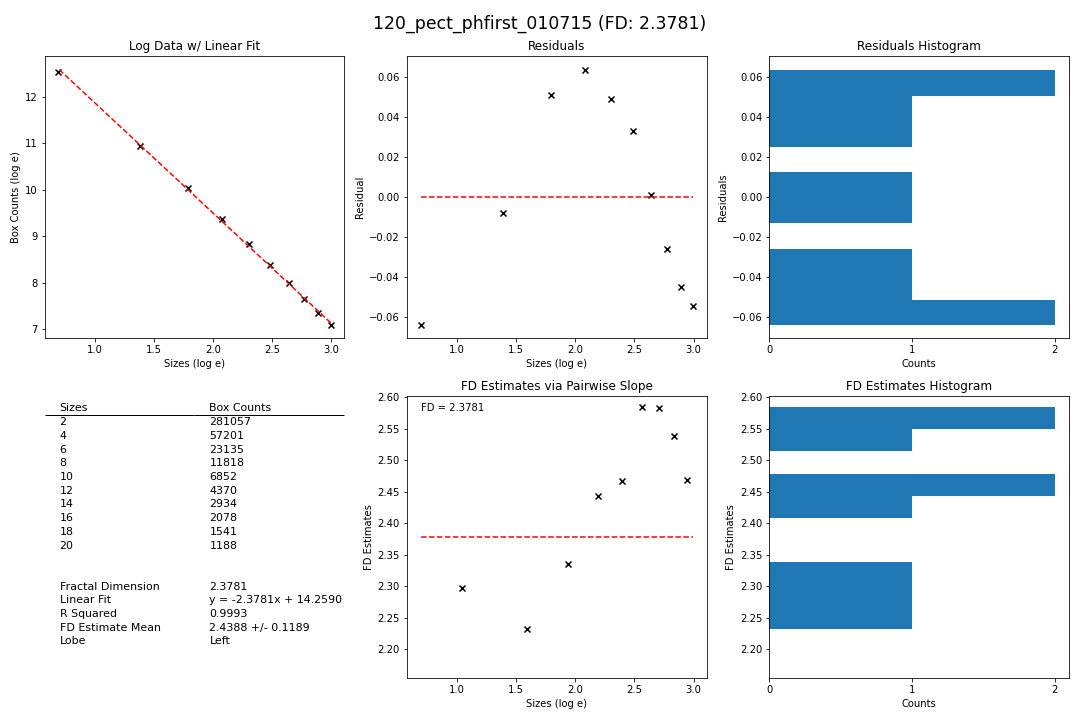 120_pect_phfirst_010715 (FD: 2.3781)
Log Data w/ Linear Fit
Box Counts (log e)
12
11
10
9
8
7
1.0 1.5 2.0 2.5 3.0
Sizes (log e)
Residuals
Residual
0.06
0.04
0.02
0.00
−0.02
−0.04
−0.06
1.0 1.5 2.0 2.5 3.0
Sizes (log e)
Residuals Histogram
Residuals
0.06
0.04
0.02
0.00
−0.02
−0.04
−0.06
0 1 2
Counts
Sizes Box Counts
2 281057
4 57201
6 23135
8 11818
10 6852
12 4370
14 2934
16 2078
18 1541
20 1188
Fractal Dimension 2.3781
Linear Fit y = -2.3781x + 14.2590
R Squared 0.9993
FD Estimate Mean 2.4388 +/- 0.1189
Lobe Left
FD Estimates via Pairwise Slope
FD = 2.3781
FD Estimates
2.60
2.55
2.50
2.45
2.40
2.35
2.30
2.25
2.20
1.0 1.5 2.0 2.5 3.0
Sizes (log e)
FD Estimates Histogram
FD Estimates
2.60
2.55
2.50
2.45
2.40
2.35
2.30
2.25
2.20
0 1 2
Counts